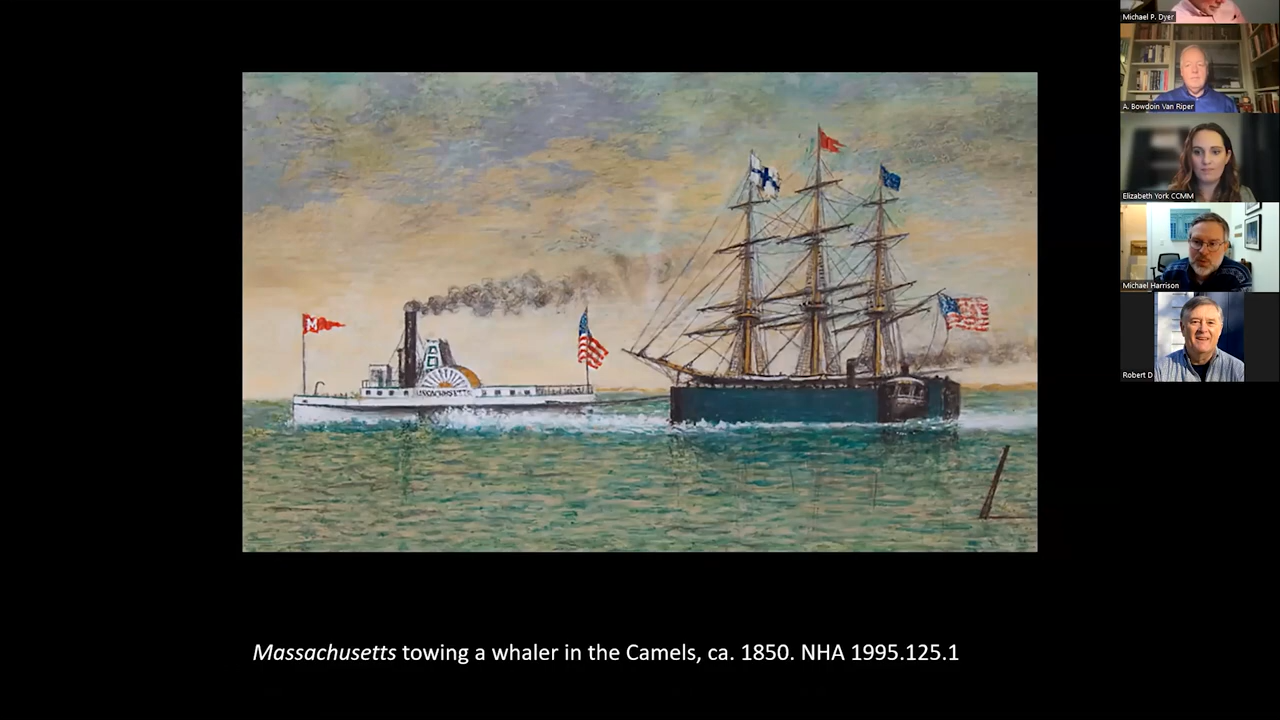 Michael P. Dyer
A. Bowdoin Van Riper
Elizabeth York CCMM
Michael Harrison
Robert D
M
MASSACHUSETTS
Massachusetts towing a whaler in the Camels, ca. 1850. NHA 1995.125.1